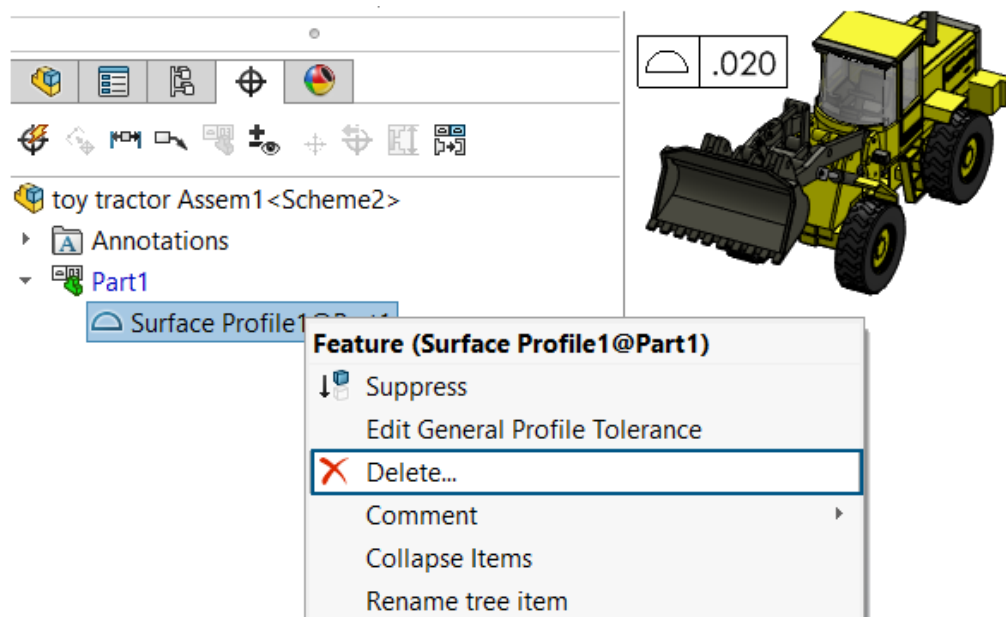 .020
toy tractor Assem1<Scheme2>
A Annotations
Part1
Surface Profile1@Part1
Feature (Surface Profile1@Part1)
Suppress
Edit General Profile Tolerance
Delete...
Comment
Collapse Items
Rename tree item